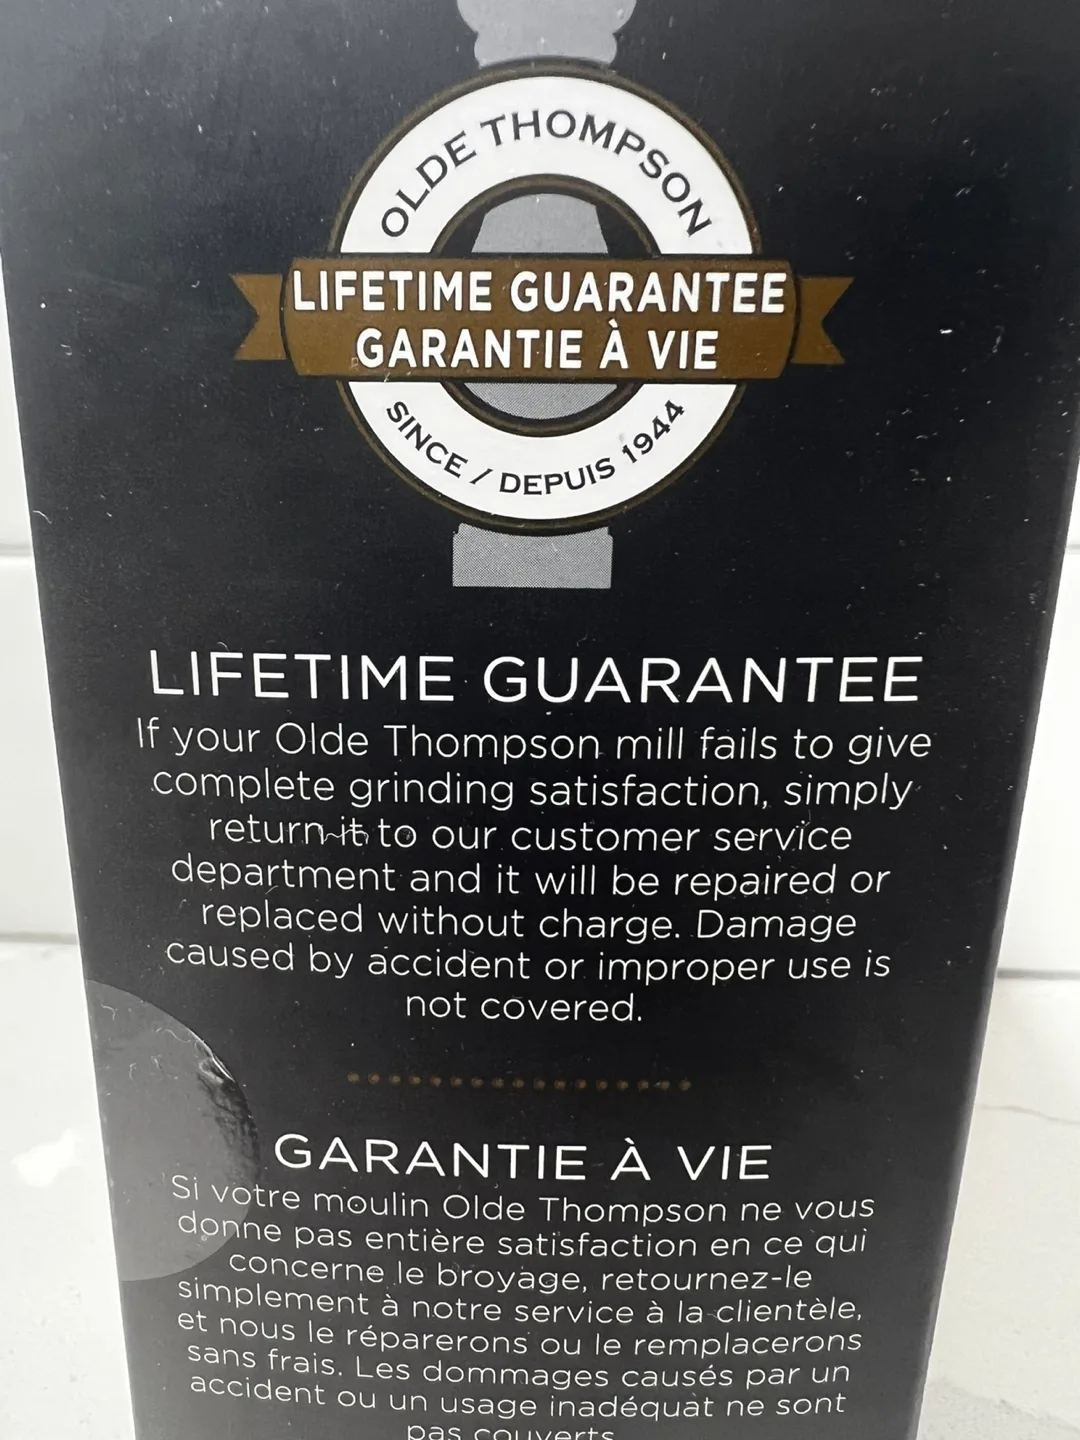 OLDE THOMPSON
LIFETIME GUARANTEE
GARANTIE À VIE
SINCE / DEPUIS 1944
LIFETIME GUARANTEE
If your Olde Thompson mill fails to give
complete grinding satisfaction, simply
return it to our customer service
department and it will be repaired or
replaced without charge. Damage
caused by accident or improper use is
not covered.
GARANTIE À VIE
Si votre moulin Olde Thompson ne vous
donne pas entière satisfaction en ce qui
concerne le broyage, retournez-le
simplement à notre service à la clientèle,
et nous le réparerons ou le remplacerons
sans frais. Les dommages causés par un
accident ou un usage inadéquat ne sont
pas couverts.